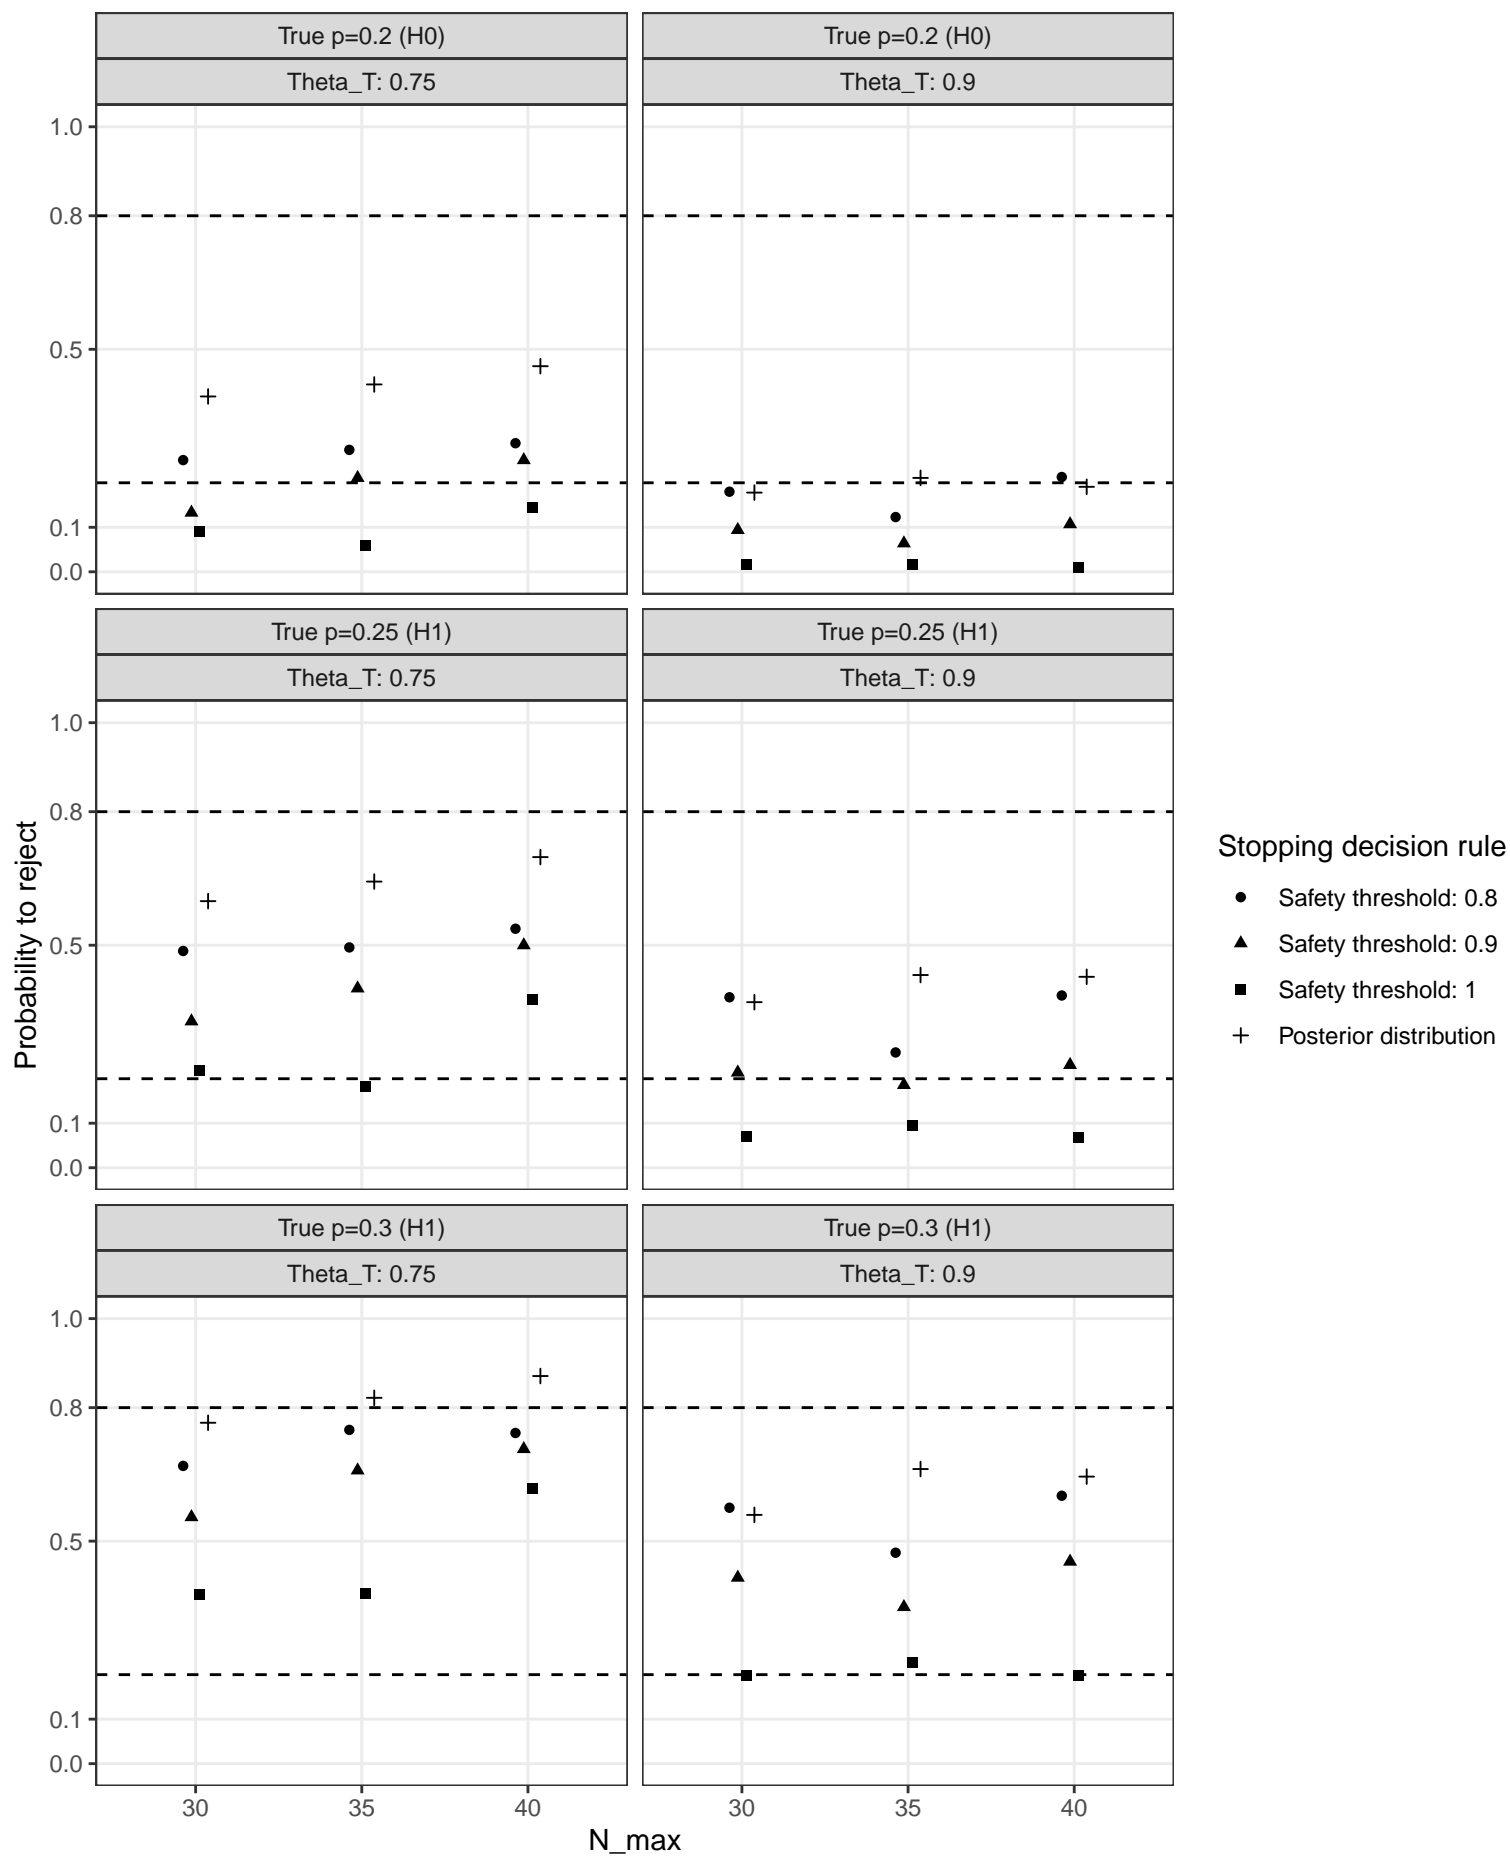 True p=0.2 (H0)
True p=0.2 (H0)
Theta_T: 0.75
Theta_T: 0.9
1.0
0.8
0.5
0.1
0.0
True p=0.25 (H1)
True p=0.25 (H1)
Theta_T: 0.75
Theta_T: 0.9
1.0
0.8
0.5
0.1
0.0
True p=0.3 (H1)
True p=0.3 (H1)
Theta_T: 0.75
Theta_T: 0.9
1.0
0.8
0.5
0.1
0.0
30
35
40
30
35
40
N_max
Probability to reject
Stopping decision rule
Safety threshold: 0.8
Safety threshold: 0.9
Safety threshold: 1
Posterior distribution